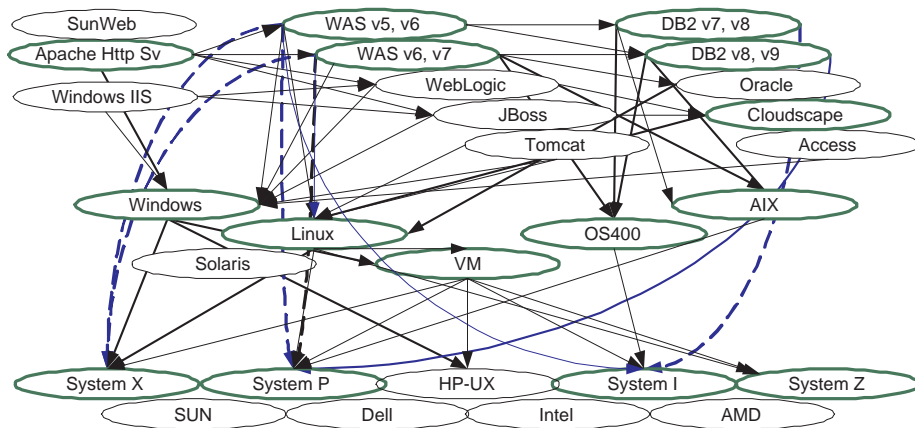 SunWeb
WAS v5, v6
DB2 v7, v8
Apache Http Sv
WAS v6, v7
DB2 v8, v9
Windows IIS
WebLogic
Oracle
JBoss
Cloudscape
Tomcat
Access
Windows
AIX
Linux
OS400
Solaris
VM
System X
System P
HP-UX
System I
System Z
SUN
Dell
Intel
AMD